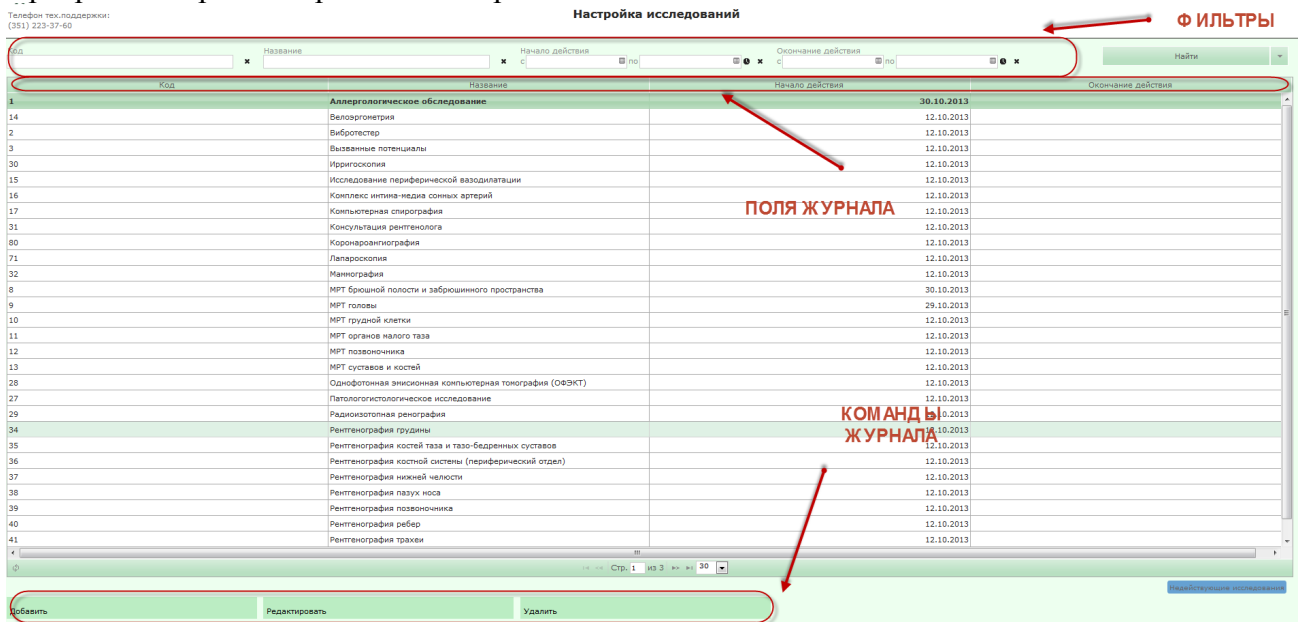 Телефон тех.поддержки:
(351) 223-37-60
Настройка исследований
ФИЛЬТРЫ
Код Название Начало действия Окончание действия
с по с по Найти
Код Название Начало действия Окончание действия
1 Аллергологическое обследование 30.10.2013
14 Велоэргометрия 12.10.2013
2 Вибротестер 12.10.2013
3 Вызванные потенциалы 12.10.2013
30 Ирригоскопия 12.10.2013
15 Исследование периферической вазодилатации 12.10.2013
16 Комплекс интима-медиа сонных артерий 12.10.2013
ПОЛЯ ЖУРНАЛА
17 Компьютерная спирография 12.10.2013
31 Консультация рентгенолога 12.10.2013
80 Коронароангиография 12.10.2013
71 Лапароскопия 12.10.2013
32 Маммография 12.10.2013
8 МРТ брюшной полости и забрюшинного пространства 30.10.2013
9 МРТ головы 29.10.2013
10 МРТ грудной клетки 12.10.2013
11 МРТ органов малого таза 12.10.2013
12 МРТ позвоночника 12.10.2013
13 МРТ суставов и костей 12.10.2013
28 Однофотонная эмисионная компьютерная томография (ОФЭКТ) 12.10.2013
27 Патологогистологическое исследование 12.10.2013
29 Радиоизотопная ренография
КОМАНДЫ
ЖУРНАЛА
34 Рентгенография грудины 12.10.2013
35 Рентгенография костей таза и тазо-бедренных суставов 12.10.2013
36 Рентгенография костной системы (периферический отдел) 12.10.2013
37 Рентгенография нижней челюсти 12.10.2013
38 Рентгенография пазух носа 12.10.2013
39 Рентгенография позвоночника 12.10.2013
40 Рентгенография ребер 12.10.2013
41 Рентгенография трахеи 12.10.2013
Стр. 1 из 3 30
Недействующие исследования
Добавить Редактировать Удалить